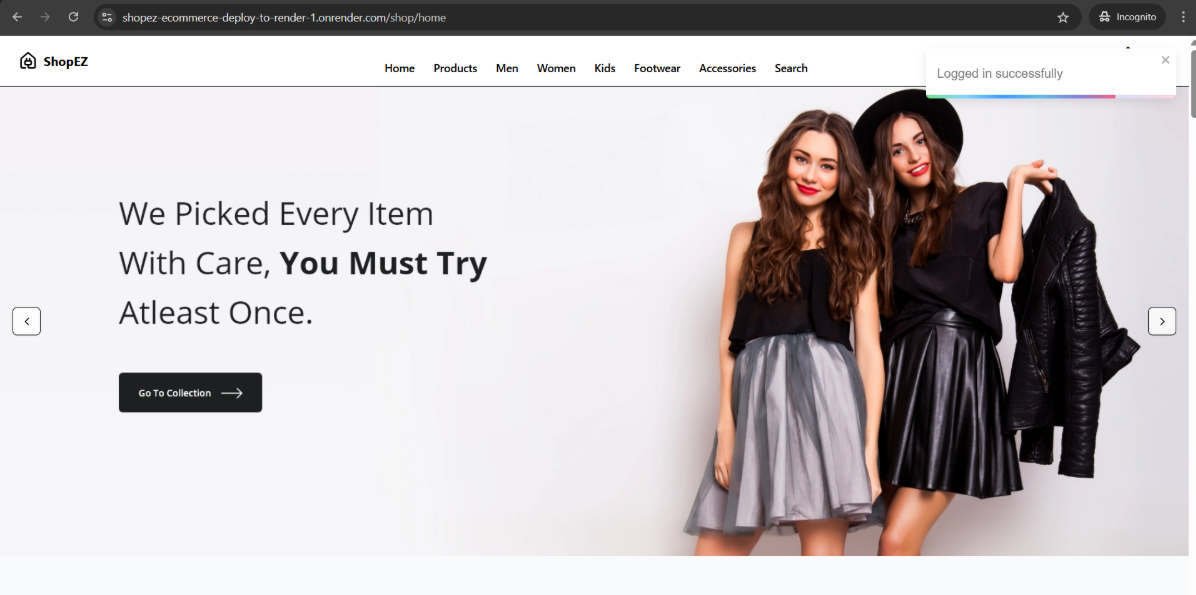 shopez-ecommerce-deploy-to-render-1.onrender.com/shop/home
Incognito
ShopEZ
Home Products Men Women Kids Footwear Accessories Search
Logged in successfully
We Picked Every Item
With Care, You Must Try
Atleast Once.
Go To Collection